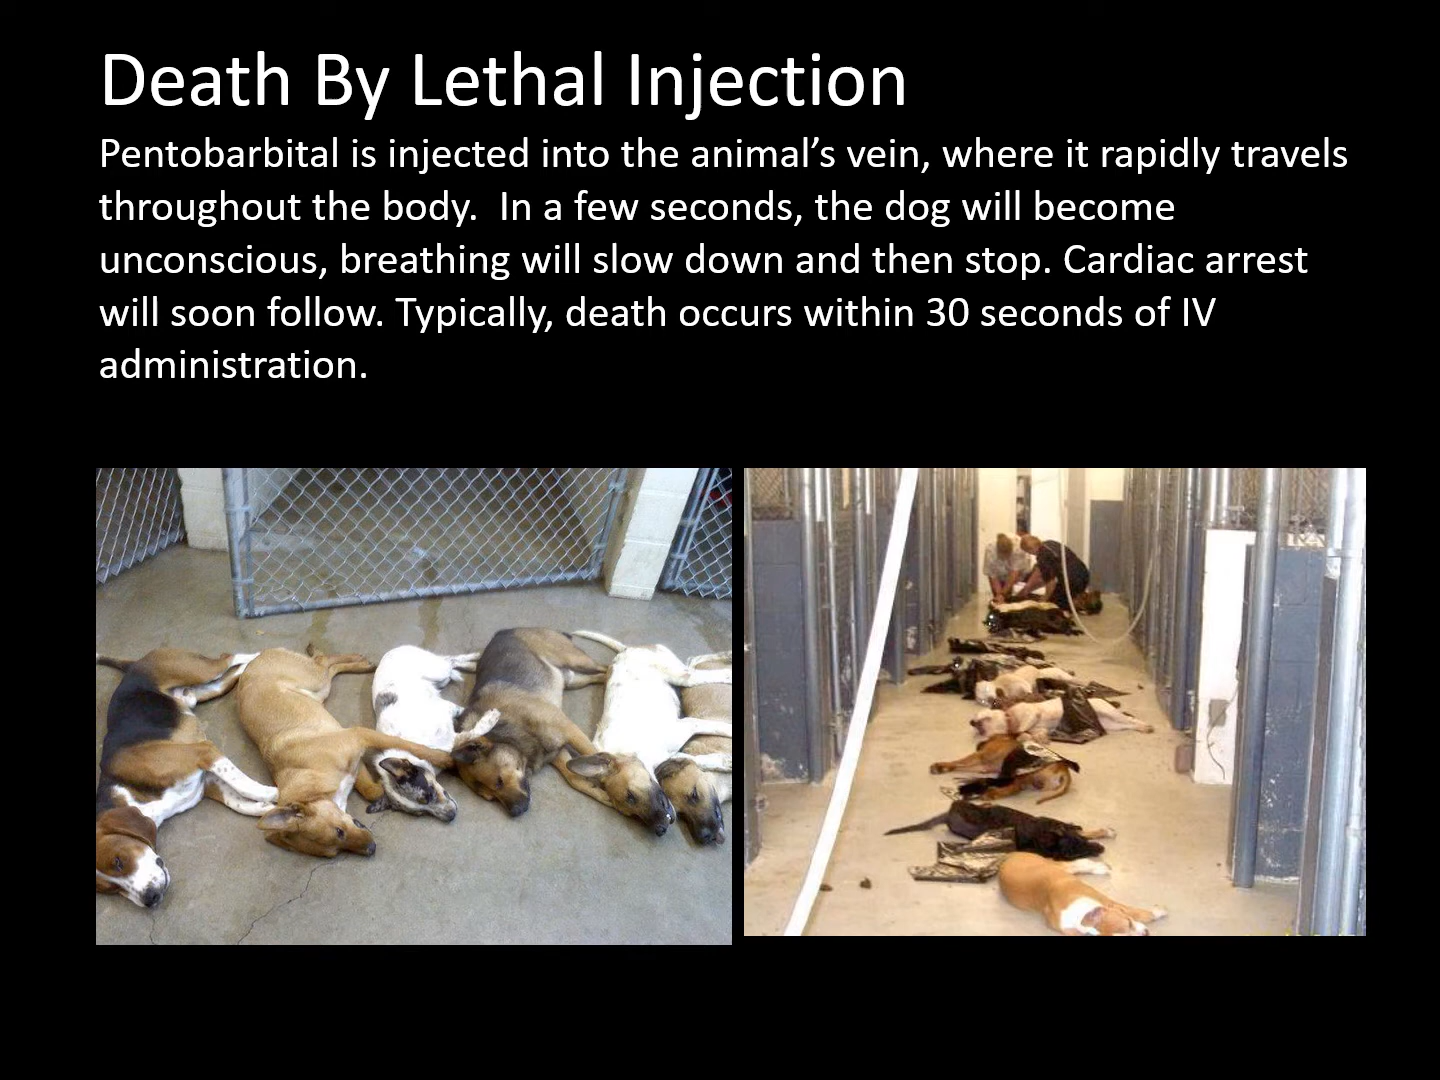 Death By Lethal Injection
Pentobarbital is injected into the animal’s vein, where it rapidly travels
throughout the body.  In a few seconds, the dog will become
unconscious, breathing will slow down and then stop. Cardiac arrest
will soon follow. Typically, death occurs within 30 seconds of IV
administration.